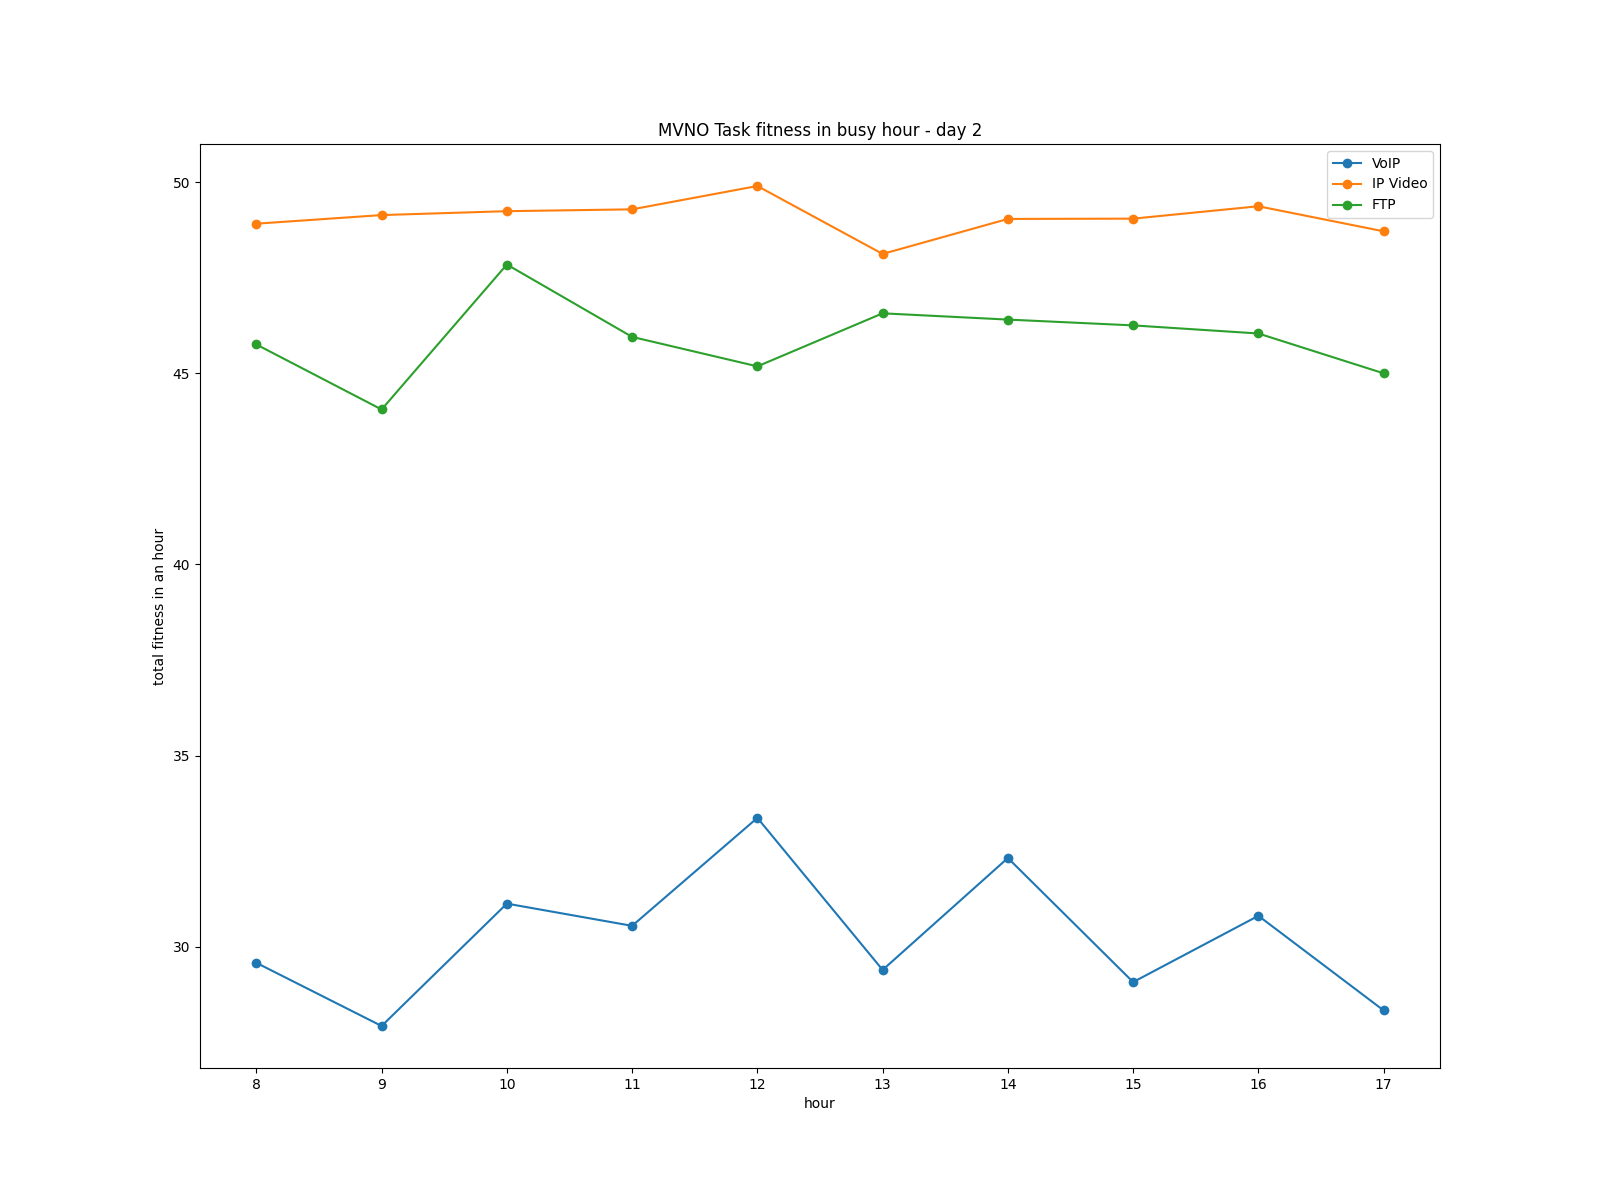 MVNO Task fitness in busy hour - day 2
VoIP
IP Video
FTP
50
45
40
35
30
total fitness in an hour
8 9 10 11 12 13 14 15 16 17
hour